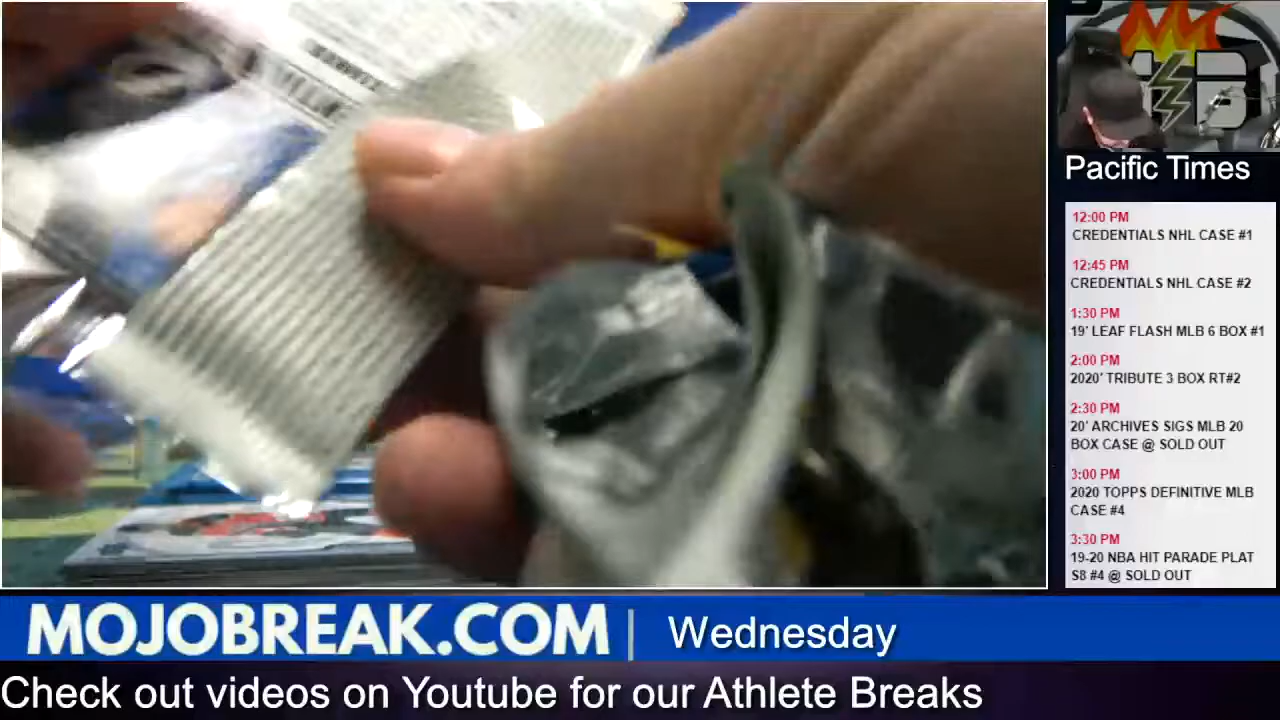 B
Pacific Times
12:00 PM
CREDENTIALS NHL CASE #1
12:45 PM
CREDENTIALS NHL CASE #2
1:30 PM
19' LEAF FLASH MLB 6 BOX #1
2:00 PM
2020' TRIBUTE 3 BOX RT#2
2:30 PM
20' ARCHIVES SIGS MLB 20
BOX CASE @ SOLD OUT
3:00 PM
2020 TOPPS DEFINITIVE MLB
CASE #4
3:30 PM
19-20 NBA HIT PARADE PLAT
S8 #4 @ SOLD OUT
MOJOBREAK.COM | Wednesday
Check out videos on Youtube for our Athlete Breaks